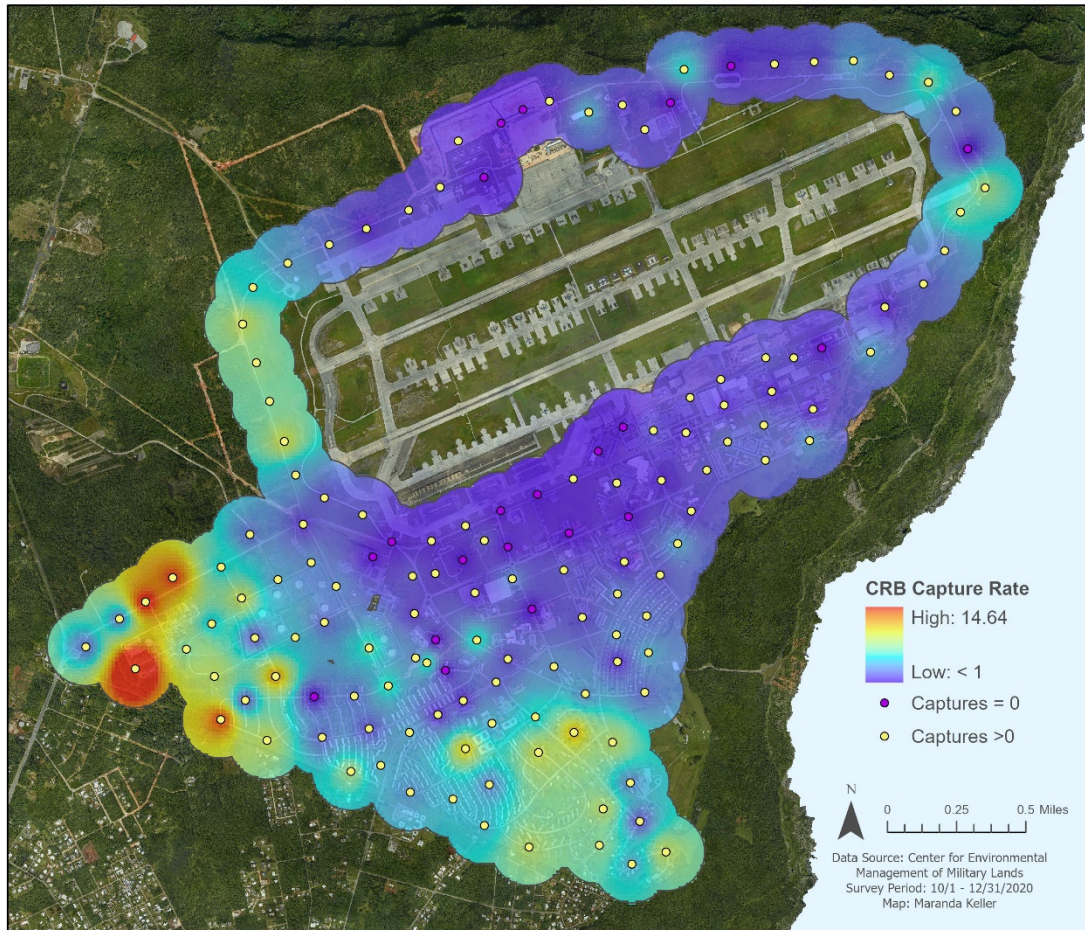 CRB Capture Rate
High: 14.64
Low: < 1
Captures = 0
Captures >0
N
0 0.25 0.5 Miles
Data Source: Center for Environmental
Management of Military Lands
Survey Period: 10/1 - 12/31/2020
Map: Maranda Keller